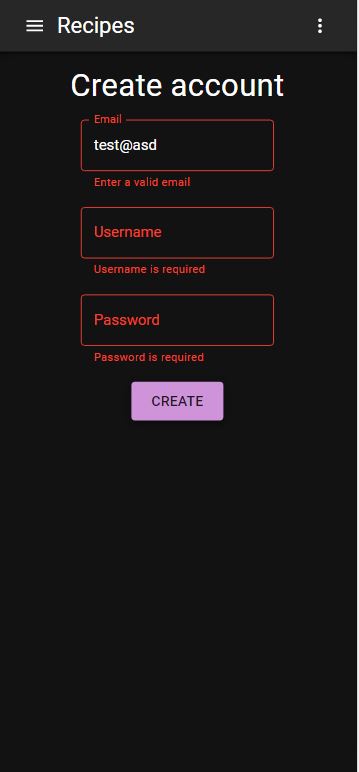 Recipes
Create account
Email
test@asd
Enter a valid email
Username
Username is required
Password
Password is required
CREATE